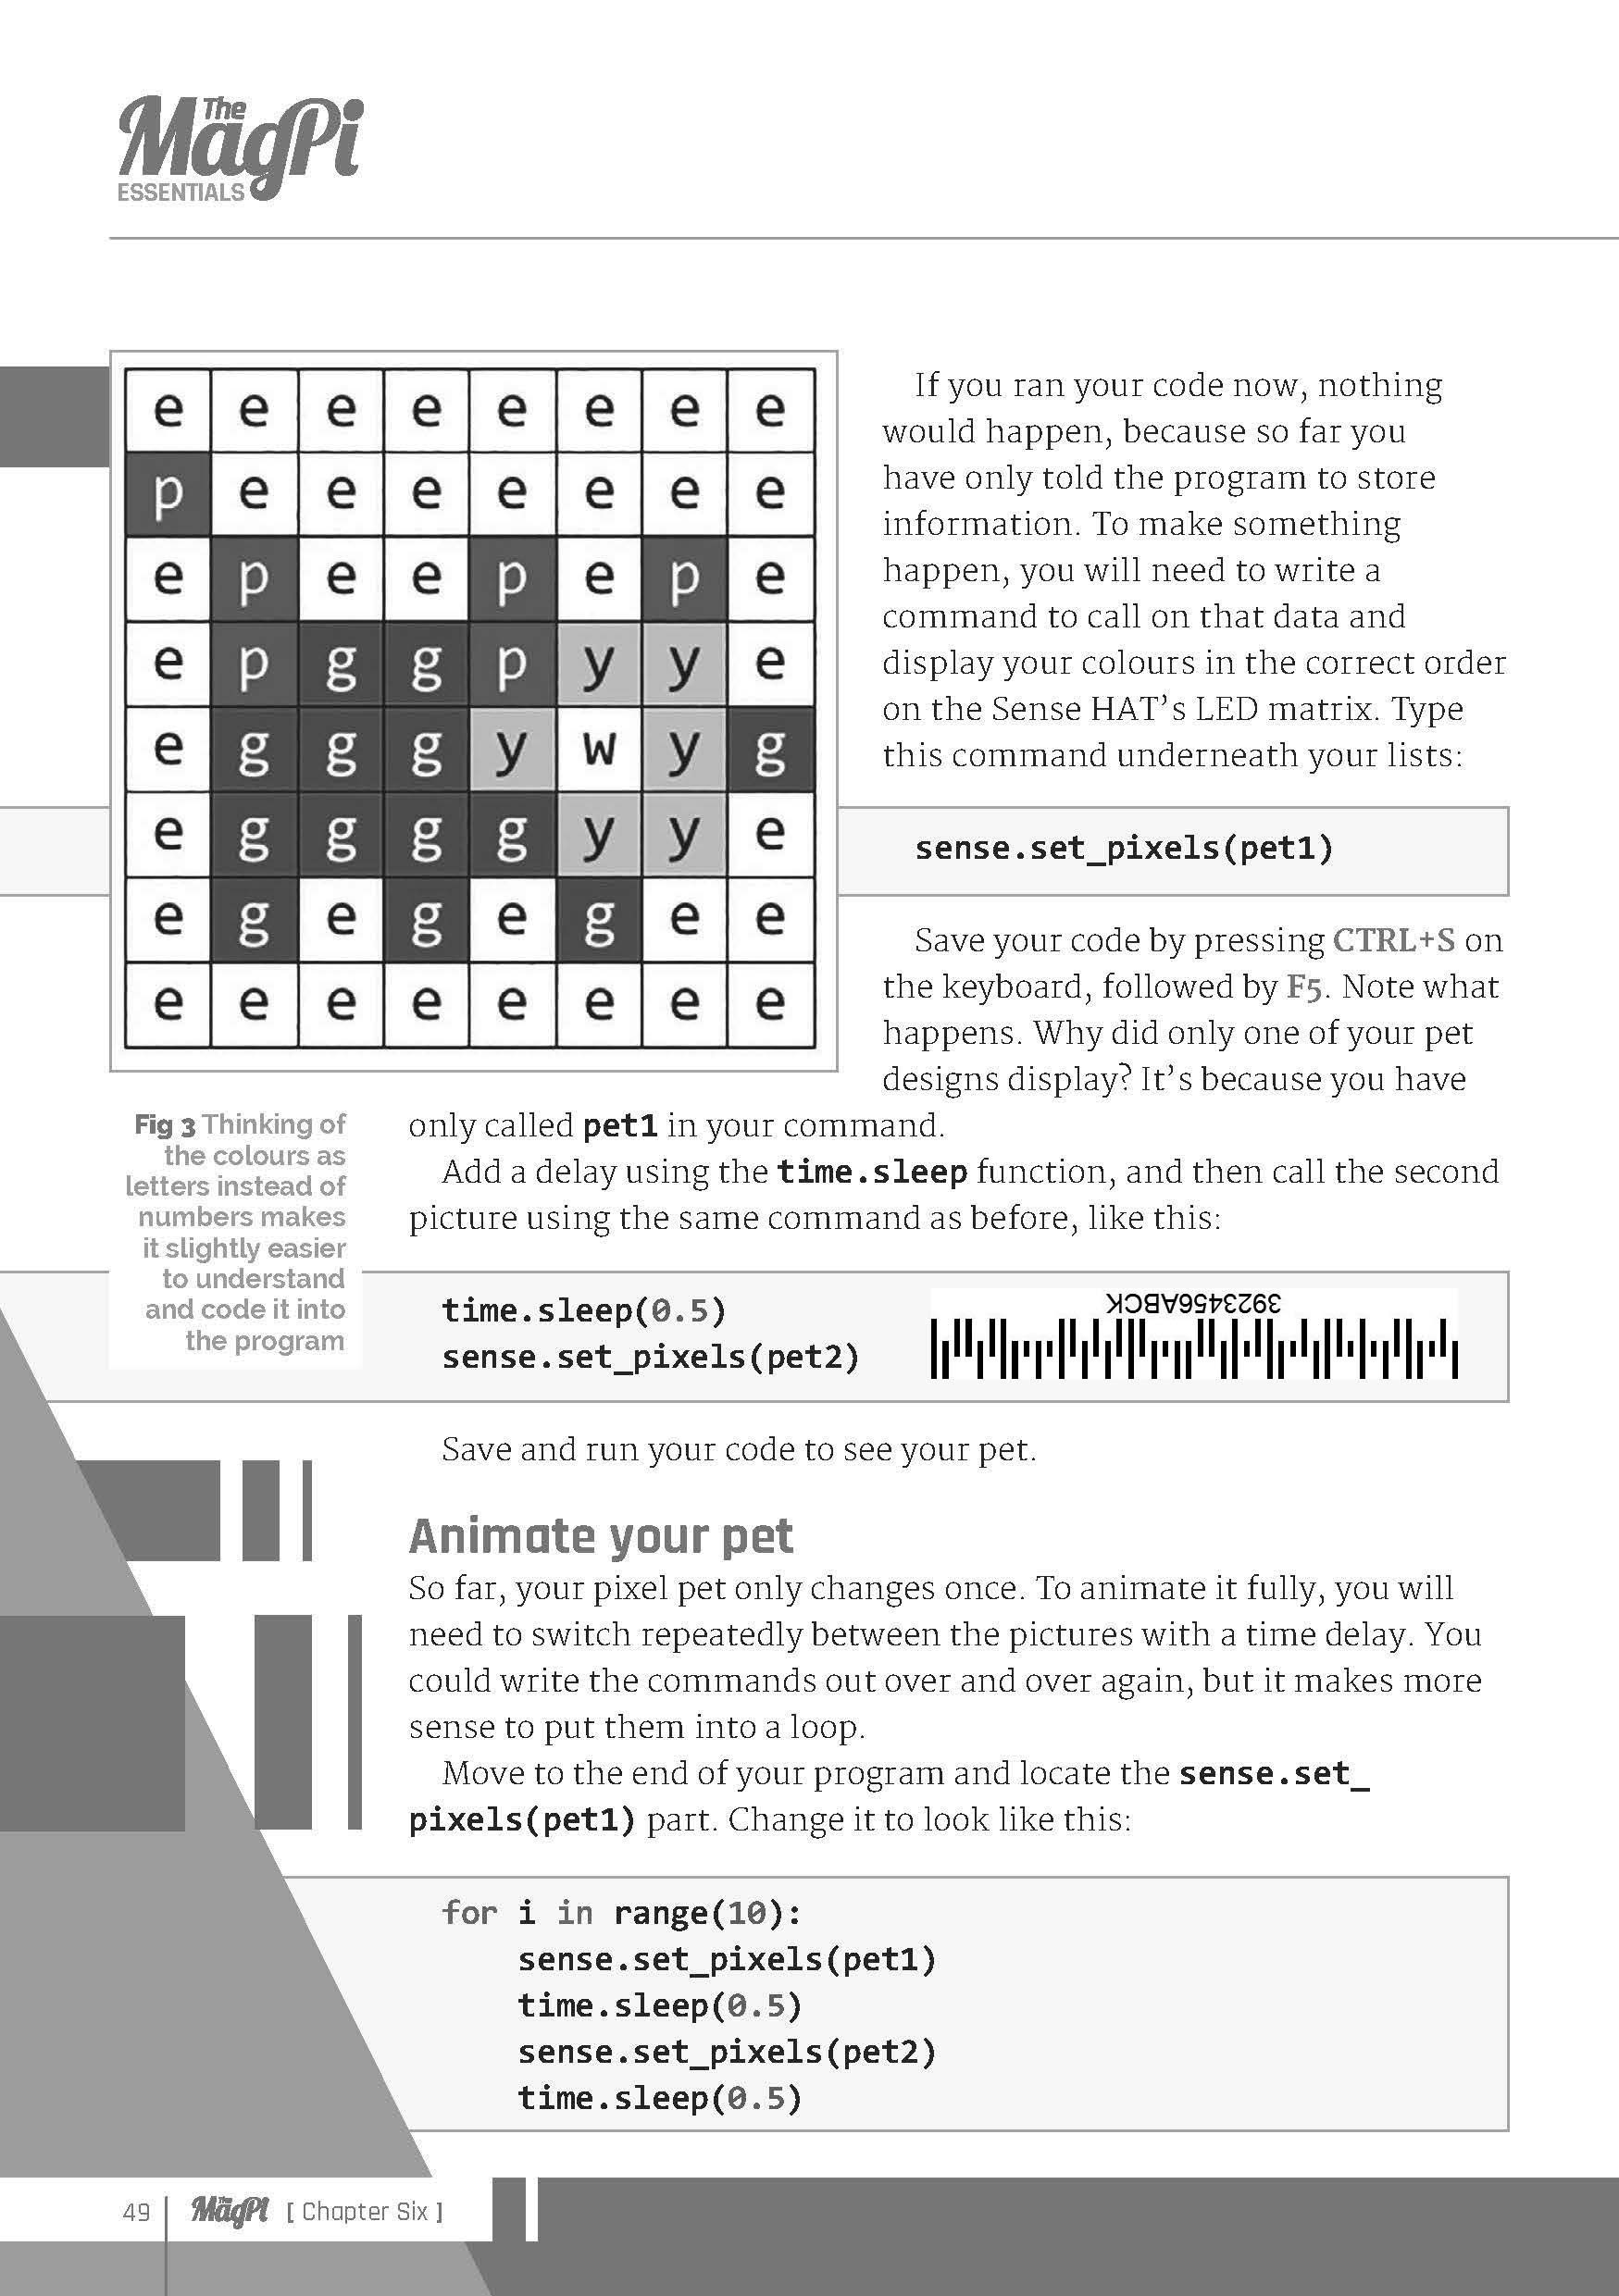 The
MagPi
ESSENTIALS
e e e e e e e e
p e e e e e e e
e p e e p e p e
e p g g p y y e
e g g g y w y g
e g g g g y y e
e g e g e g e e
e e e e e e e e
Fig 3 Thinking of
the colours as
letters instead of
numbers makes
it slightly easier
to understand
and code it into
the program
If you ran your code now, nothing
would happen, because so far you
have only told the program to store
information. To make something
happen, you will need to write a
command to call on that data and
display your colours in the correct order
on the Sense HAT’s LED matrix. Type
this command underneath your lists:
sense.set_pixels(pet1)
Save your code by pressing CTRL+S on
the keyboard, followed by F5. Note what
happens. Why did only one of your pet
designs display? It’s because you have
only called pet1 in your command.
Add a delay using the time.sleep function, and then call the second
picture using the same command as before, like this:
time.sleep(0.5)
sense.set_pixels(pet2)
3923456ABCK
Save and run your code to see your pet.
Animate your pet
So far, your pixel pet only changes once. To animate it fully, you will
need to switch repeatedly between the pictures with a time delay. You
could write the commands out over and over again, but it makes more
sense to put them into a loop.
Move to the end of your program and locate the sense.set_
pixels(pet1) part. Change it to look like this:
for i in range(10):
sense.set_pixels(pet1)
time.sleep(0.5)
sense.set_pixels(pet2)
time.sleep(0.5)
49 The MagPi [ Chapter Six ]